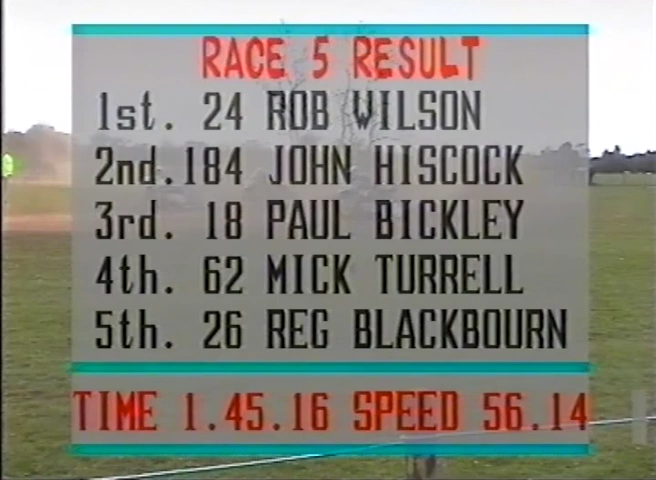 RACE 5 RESULT
1st. 24 ROB WILSON
2nd.184 JOHN HISCOCK
3rd. 18 PAUL BICKLEY
4th. 62 MICK TURRELL
5th. 26 REG BLACKBOURN
TIME 1.45.16 SPEED 56.14